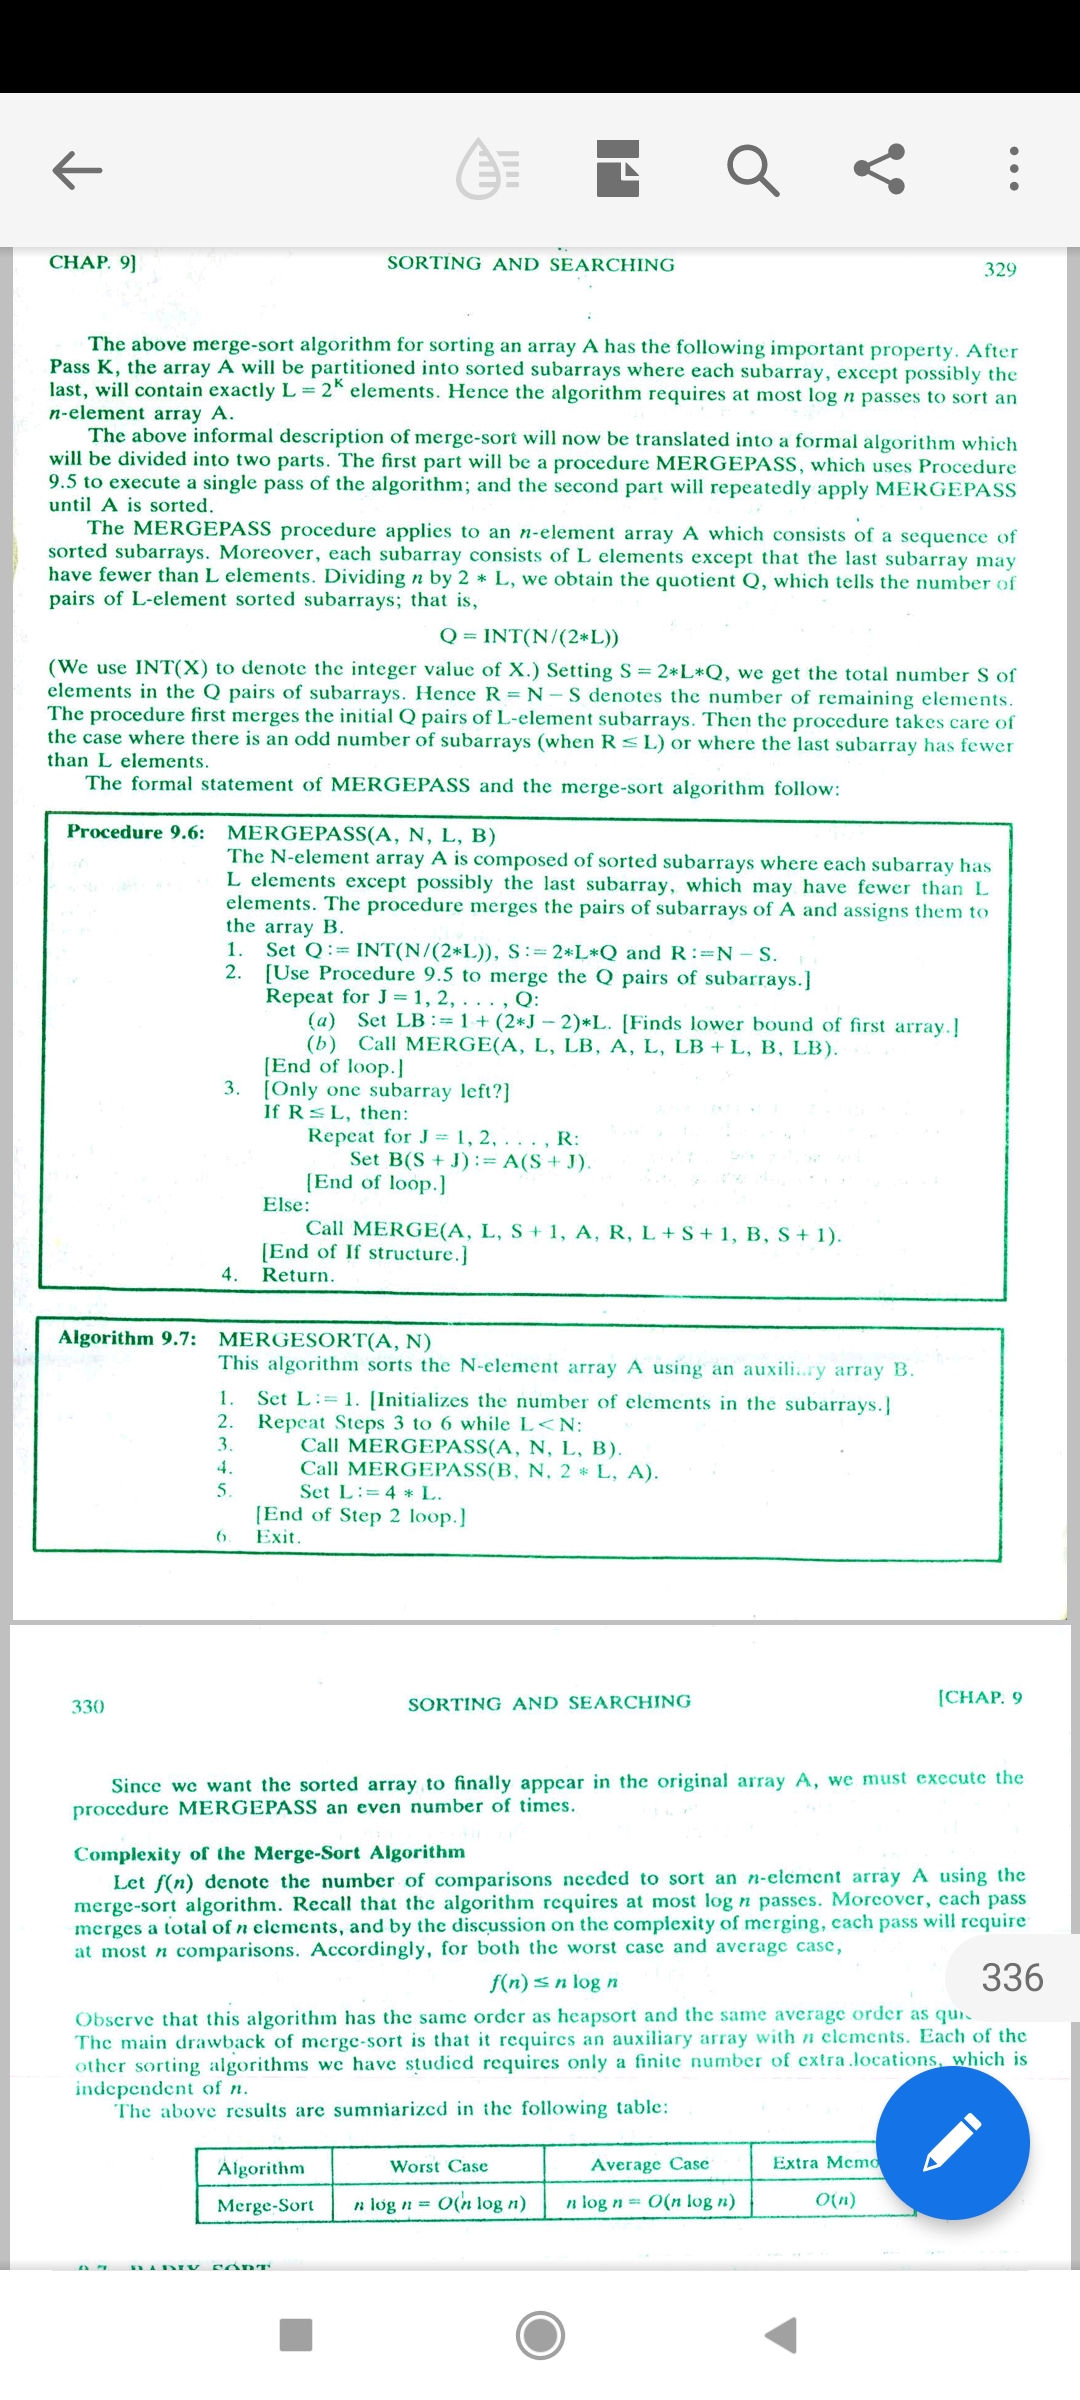 CHAP. 9] SORTING AND SEARCHING 329
The above merge-sort algorithm for sorting an array A has the following important property. After
Pass K, the array A will be partitioned into sorted subarrays where each subarray, except possibly the
last, will contain exactly L = 2^K elements. Hence the algorithm requires at most log n passes to sort an
n-element array A.
The above informal description of merge-sort will now be translated into a formal algorithm which
will be divided into two parts. The first part will be a procedure MERGEPASS, which uses Procedure
9.5 to execute a single pass of the algorithm; and the second part will repeatedly apply MERGEPASS
until A is sorted.
The MERGEPASS procedure applies to an n-element array A which consists of a sequence of
sorted subarrays. Moreover, each subarray consists of L elements except that the last subarray may
have fewer than L elements. Dividing n by 2 * L, we obtain the quotient Q, which tells the number of
pairs of L-element sorted subarrays; that is,
Q = INT(N/(2*L))
(We use INT(X) to denote the integer value of X.) Setting S = 2*L*Q, we get the total number S of
elements in the Q pairs of subarrays. Hence R = N − S denotes the number of remaining elements.
The procedure first merges the initial Q pairs of L-element subarrays. Then the procedure takes care of
the case where there is an odd number of subarrays (when R ≤ L) or where the last subarray has fewer
than L elements.
The formal statement of MERGEPASS and the merge-sort algorithm follow:
Procedure 9.6: MERGEPASS(A, N, L, B)
The N-element array A is composed of sorted subarrays where each subarray has
L elements except possibly the last subarray, which may have fewer than L
elements. The procedure merges the pairs of subarrays of A and assigns them to
the array B.
1. Set Q := INT(N/(2*L)), S := 2*L*Q and R := N − S.
2. [Use Procedure 9.5 to merge the Q pairs of subarrays.]
Repeat for J = 1, 2, . . . , Q:
(a) Set LB := 1 + (2*J − 2)*L. [Finds lower bound of first array.]
(b) Call MERGE(A, L, LB, A, L, LB + L, B, LB).
[End of loop.]
3. [Only one subarray left?]
If R ≤ L, then:
Repeat for J = 1, 2, . . . , R:
Set B(S + J) := A(S + J).
[End of loop.]
Else:
Call MERGE(A, L, S + 1, A, R, L + S + 1, B, S + 1).
[End of If structure.]
4. Return.
Algorithm 9.7: MERGESORT(A, N)
This algorithm sorts the N-element array A using an array B.
1. Set L := 1. [Initializes the number of elements in the subarrays.]
2. Repeat Steps 3 to 6 while L < N:
3. Call MERGEPASS(A, N, L, B).
4. Call MERGEPASS(B, N, 2 * L, A).
5. Set L := 4 * L.
[End of Step 2 loop.]
6. Exit.
330 SORTING AND SEARCHING [CHAP. 9
Since we want the sorted array to finally appear in the original array A, we must execute the
procedure MERGEPASS an even number of times.
Complexity of the Merge-Sort Algorithm
Let f(n) denote the number of comparisons needed to sort an n-element array A using the
merge-sort algorithm. Recall that the algorithm requires at most log n passes. Moreover, each pass
merges a total of n elements, and by the discussion on the complexity of merging, each pass will require
at most n comparisons. Accordingly, for both the worst case and average case,
f(n) ≤ n log n
336
Observe that this algorithm has the same order as heapsort and the same average order as
The main drawback of merge-sort is that it requires an auxiliary array with n elements. Each of the
other sorting algorithms we have studied requires only a finite number of extra locations, which is
independent of n.
The above results are summarized in the following table:
Algorithm Worst Case Average Case Extra
Merge-Sort n log n = O(n log n) n log n = O(n log n) O(n)